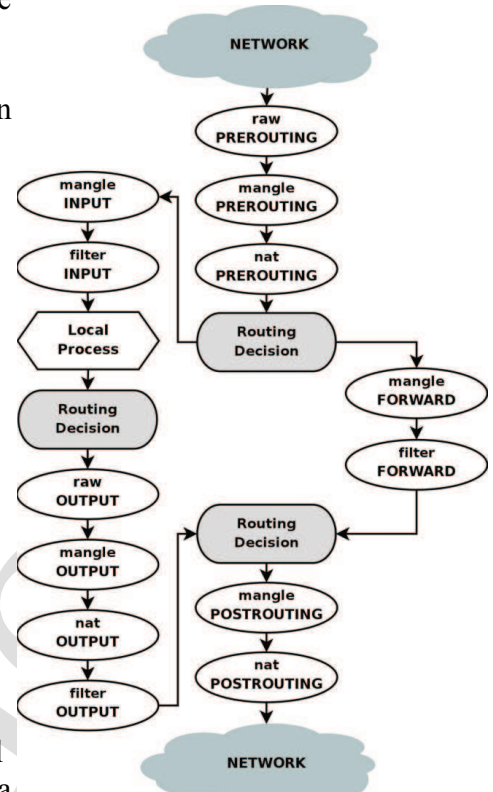 NETWORK
raw
PREROUTING
mangle
PREROUTING
nat
PREROUTING
Routing
Decision
mangle
INPUT
filter
INPUT
Local
Process
Routing
Decision
raw
OUTPUT
mangle
OUTPUT
nat
OUTPUT
filter
OUTPUT
mangle
FORWARD
filter
FORWARD
Routing
Decision
mangle
POSTROUTING
nat
POSTROUTING
NETWORK